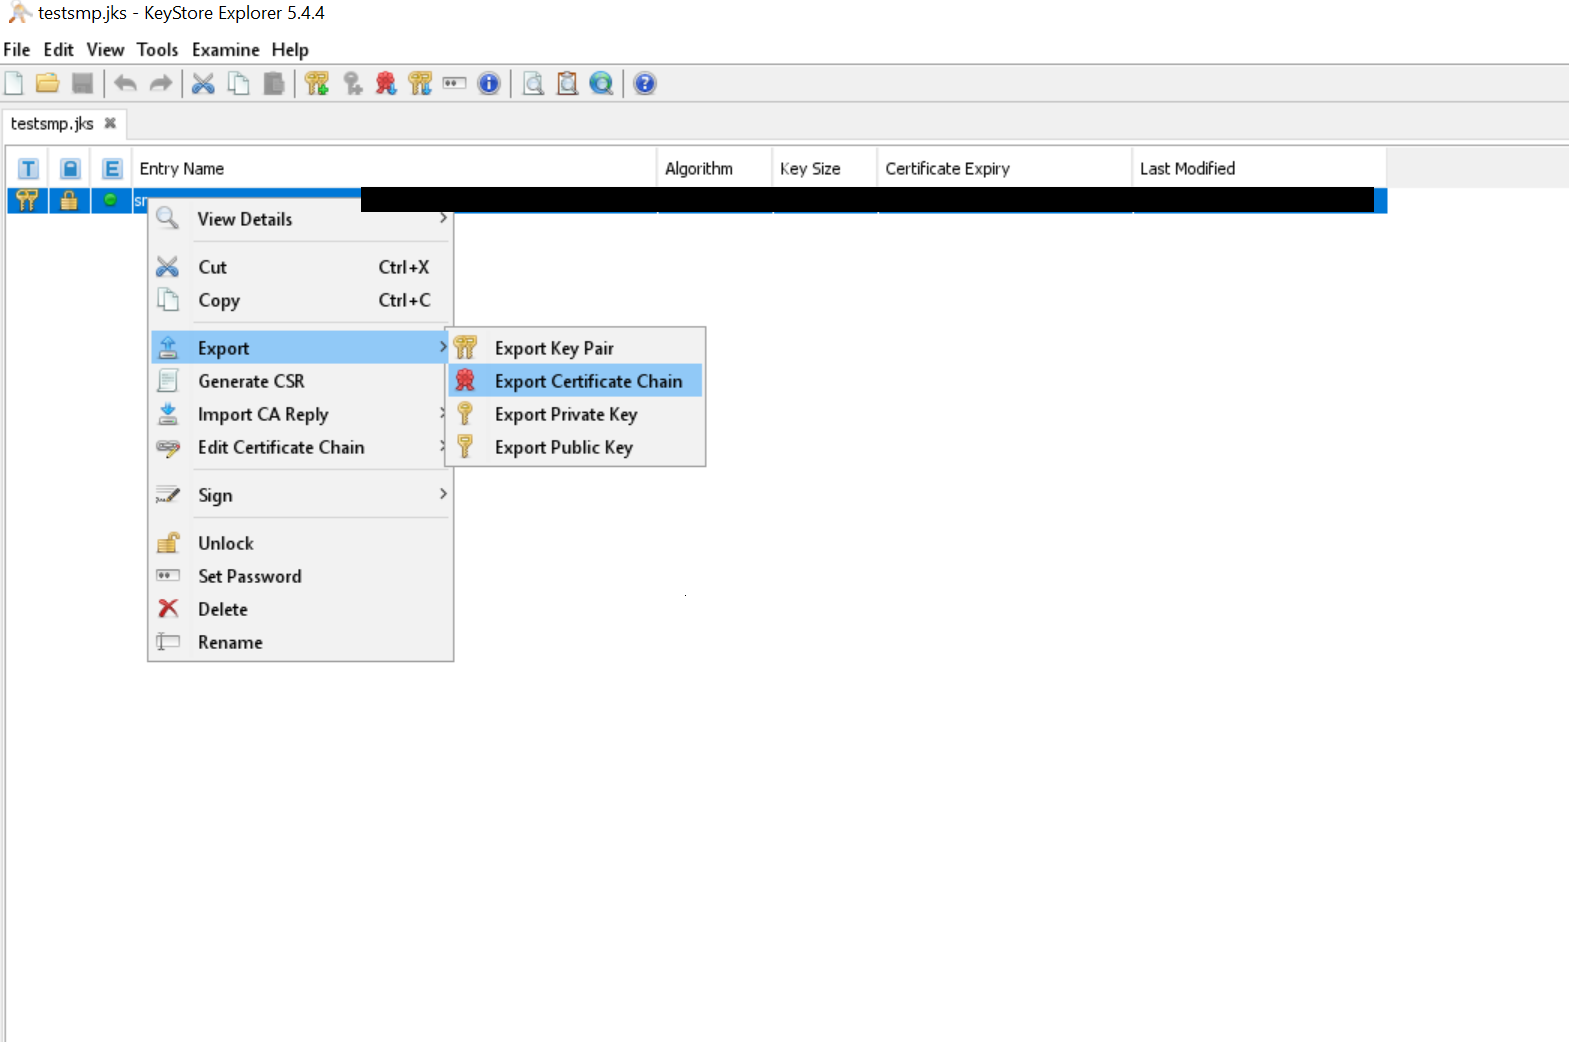 testsmp.jks - KeyStore Explorer 5.4.4
File Edit View Tools Examine Help
testsmp.jks
T E Entry Name Algorithm Key Size Certificate Expiry Last Modified
View Details
Cut Ctrl+X
Copy Ctrl+C
Export
Generate CSR
Import CA Reply
Edit Certificate Chain
Sign
Unlock
Set Password
Delete
Rename
Export Key Pair
Export Certificate Chain
Export Private Key
Export Public Key